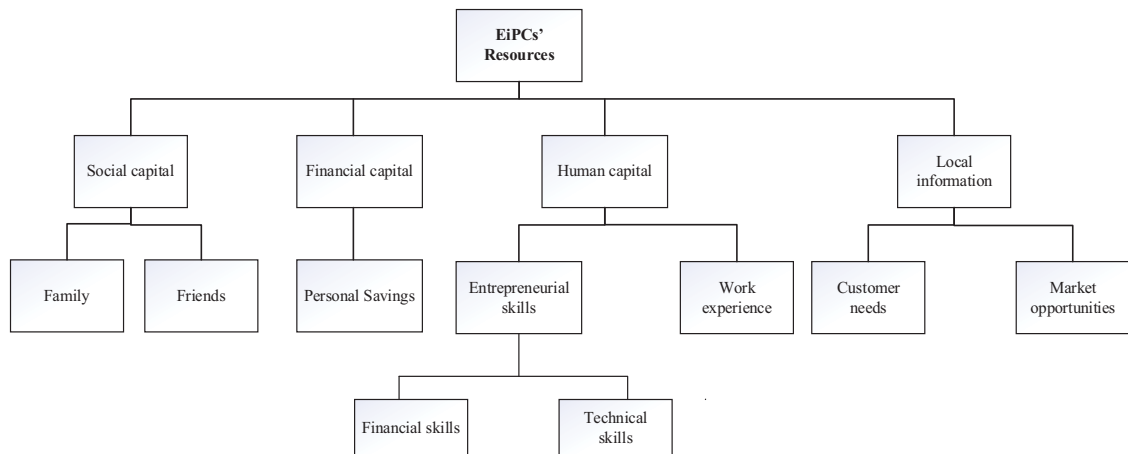 EiPCs’
Resources
Social capital
Financial capital
Human capital
Local
information
Family
Friends
Personal Savings
Entrepreneurial
skills
Work
experience
Customer
needs
Market
opportunities
Financial skills
Technical
skills